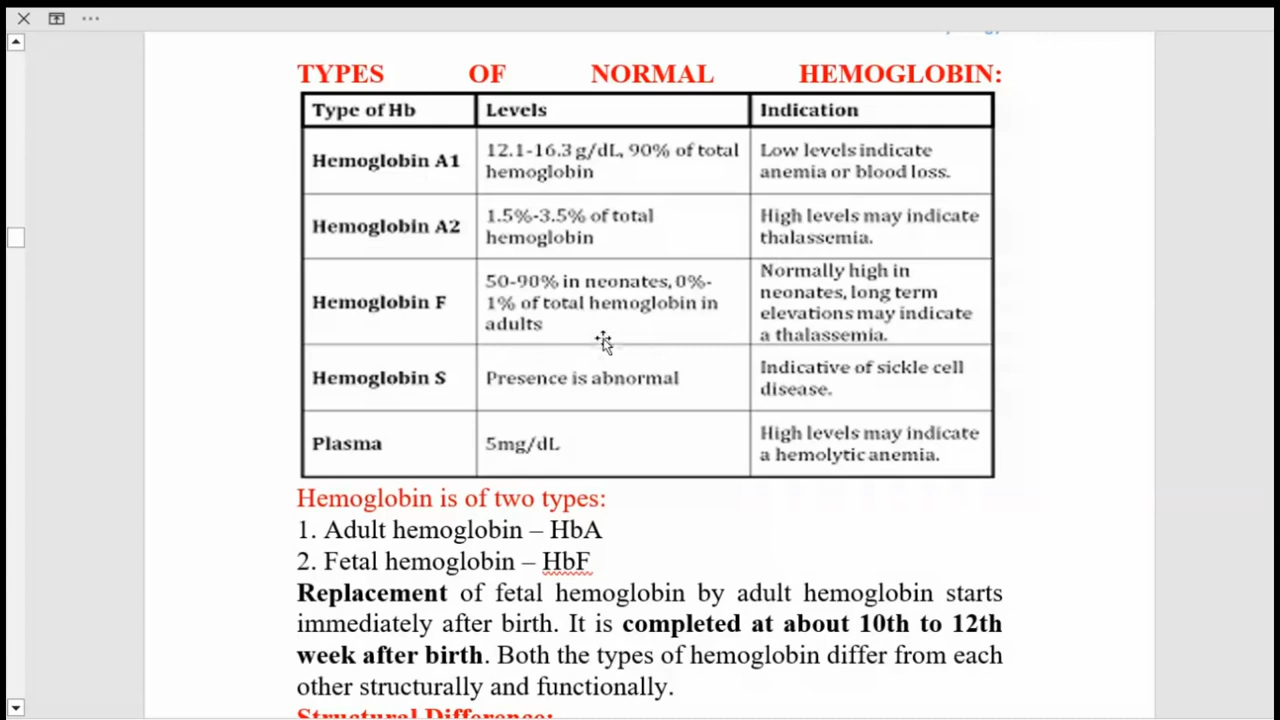 TYPES OF NORMAL HEMOGLOBIN:
Type of Hb Levels Indication
Hemoglobin A1
12.1-16.3 g/dL, 90% of total
hemoglobin
Low levels indicate
anemia or blood loss.
Hemoglobin A2
1.5%-3.5% of total
hemoglobin
High levels may indicate
thalassemia.
Hemoglobin F
50-90% in neonates, 0%-
1% of total hemoglobin in
adults
Normally high in
neonates, long term
elevations may indicate
a thalassemia.
Hemoglobin S
Presence is abnormal
Indicative of sickle cell
disease.
Plasma
5mg/dL
High levels may indicate
a hemolytic anemia.
Hemoglobin is of two types:
1. Adult hemoglobin – HbA
2. Fetal hemoglobin – HbF
Replacement of fetal hemoglobin by adult hemoglobin starts
immediately after birth. It is completed at about 10th to 12th
week after birth. Both the types of hemoglobin differ from each
other structurally and functionally.
Structural Difference: